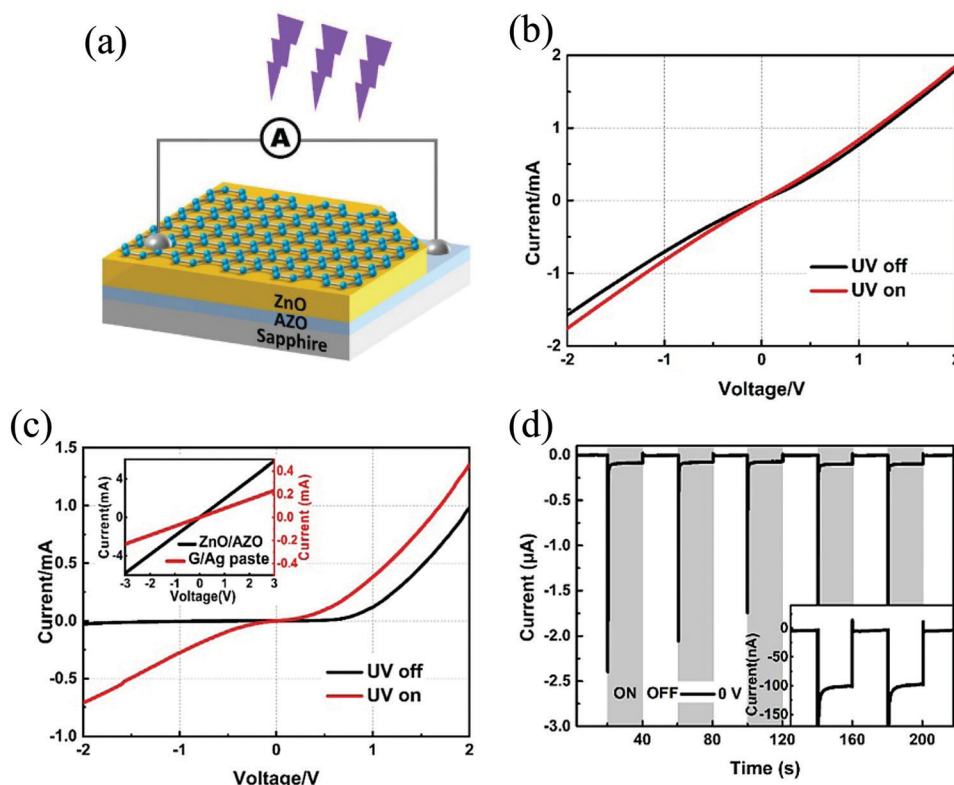 (a)
A
ZnO
AZO
Sapphire
(b)
2
1
0
-1
-2
Current/mA
UV off
UV on
-2 -1 0 1 2
Voltage/V
(c)
1.5
1.0
0.5
0.0
-0.5
-1.0
Current/mA
4
0
-4
Current(mA)
0.4
0.2
0.0
-0.2
-0.4
Current (mA)
ZnO/AZO
G/Ag paste
-3 -2 -1 0 1 2 3
Voltage(V)
UV off
UV on
-2 -1 0 1 2
Voltage/V
(d)
0.0
-0.5
-1.0
-1.5
-2.0
-2.5
-3.0
Current (μA)
ON OFF 0 V
0
-50
-100
-150
Current(nA)
40 80 120 160 200
Time (s)